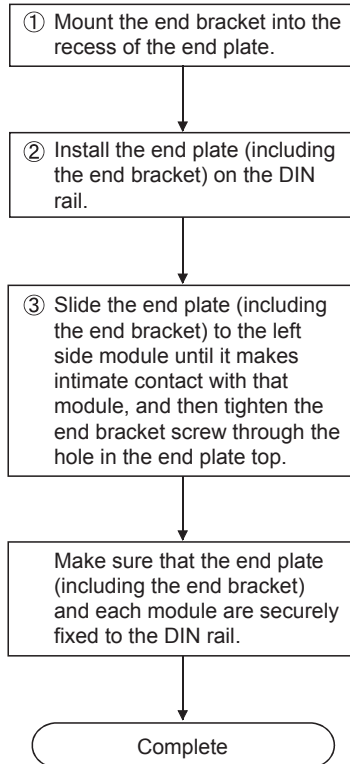 ① Mount the end bracket into the
recess of the end plate.
② Install the end plate (including
the end bracket) on the DIN
rail.
③ Slide the end plate (including
the end bracket) to the left
side module until it makes
intimate contact with that
module, and then tighten the
end bracket screw through the
hole in the end plate top.
Make sure that the end plate
(including the end bracket)
and each module are securely
fixed to the DIN rail.
Complete